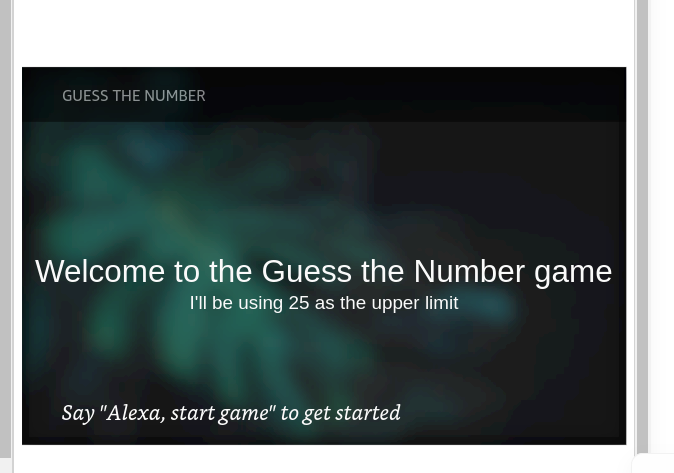 GUESS THE NUMBER
Welcome to the Guess the Number game
I'll be using 25 as the upper limit
Say "Alexa, start game" to get started